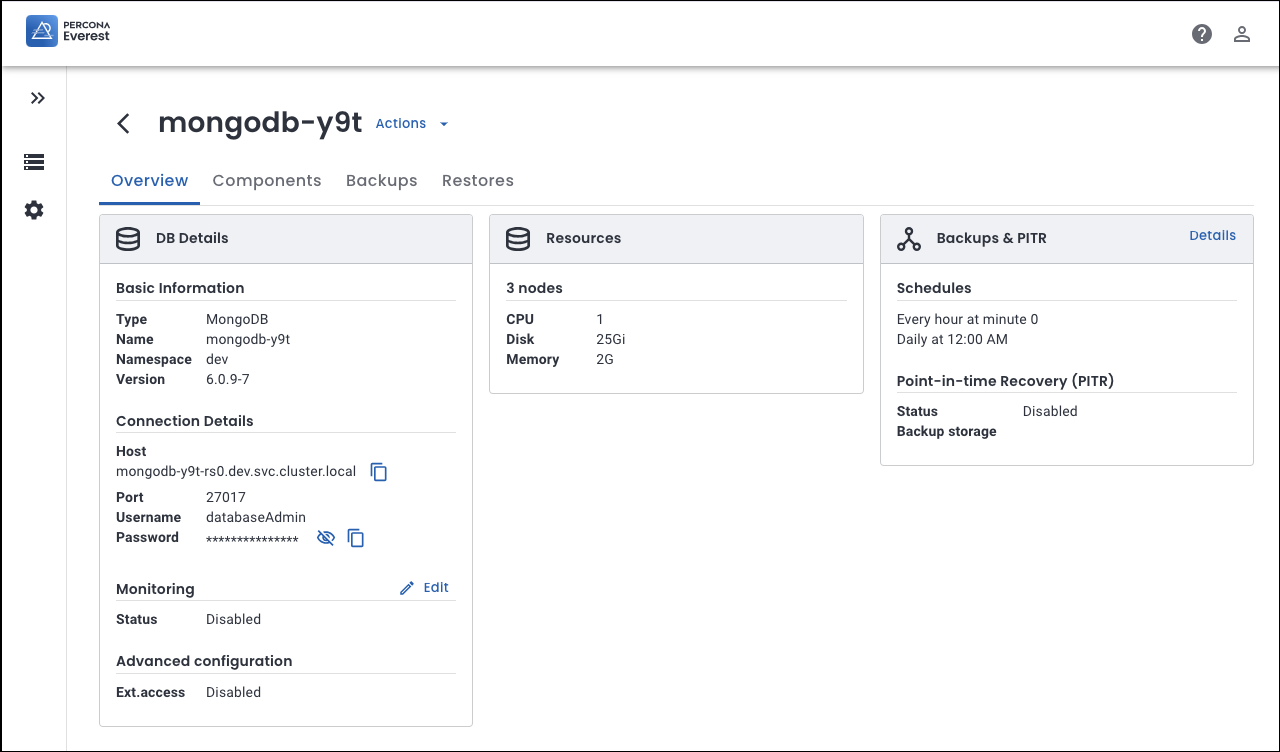 PERCONA
Everest
mongodb-y9t Actions
Overview Components Backups Restores
DB Details
Basic Information
Type MongoDB
Name mongodb-y9t
Namespace dev
Version 6.0.9-7
Connection Details
Host
mongodb-y9t-rs0.dev.svc.cluster.local
Port 27017
Username databaseAdmin
Password ***************
Monitoring Edit
Status Disabled
Advanced configuration
Ext.access Disabled
Resources
3 nodes
CPU 1
Disk 25Gi
Memory 2G
Backups & PITR Details
Schedules
Every hour at minute 0
Daily at 12:00 AM
Point-in-time Recovery (PITR)
Status Disabled
Backup storage